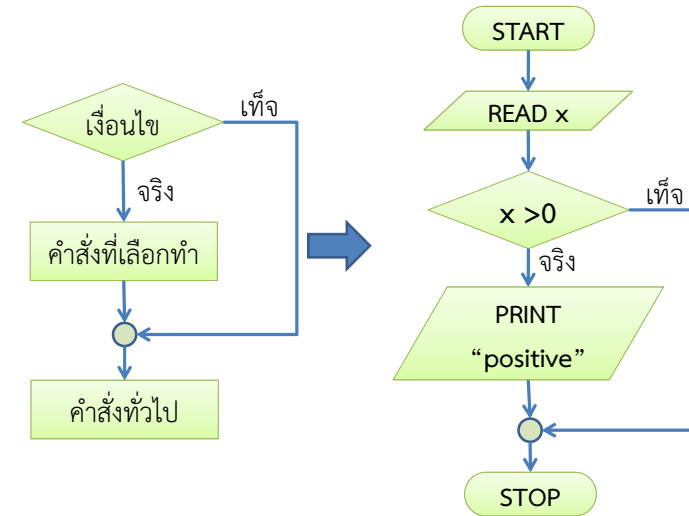 เงื่อนไข
เท็จ
จริง
คำสั่งที่เลือกทำ
คำสั่งทั่วไป
START
READ x
x >0
เท็จ
จริง
PRINT
“positive”
STOP